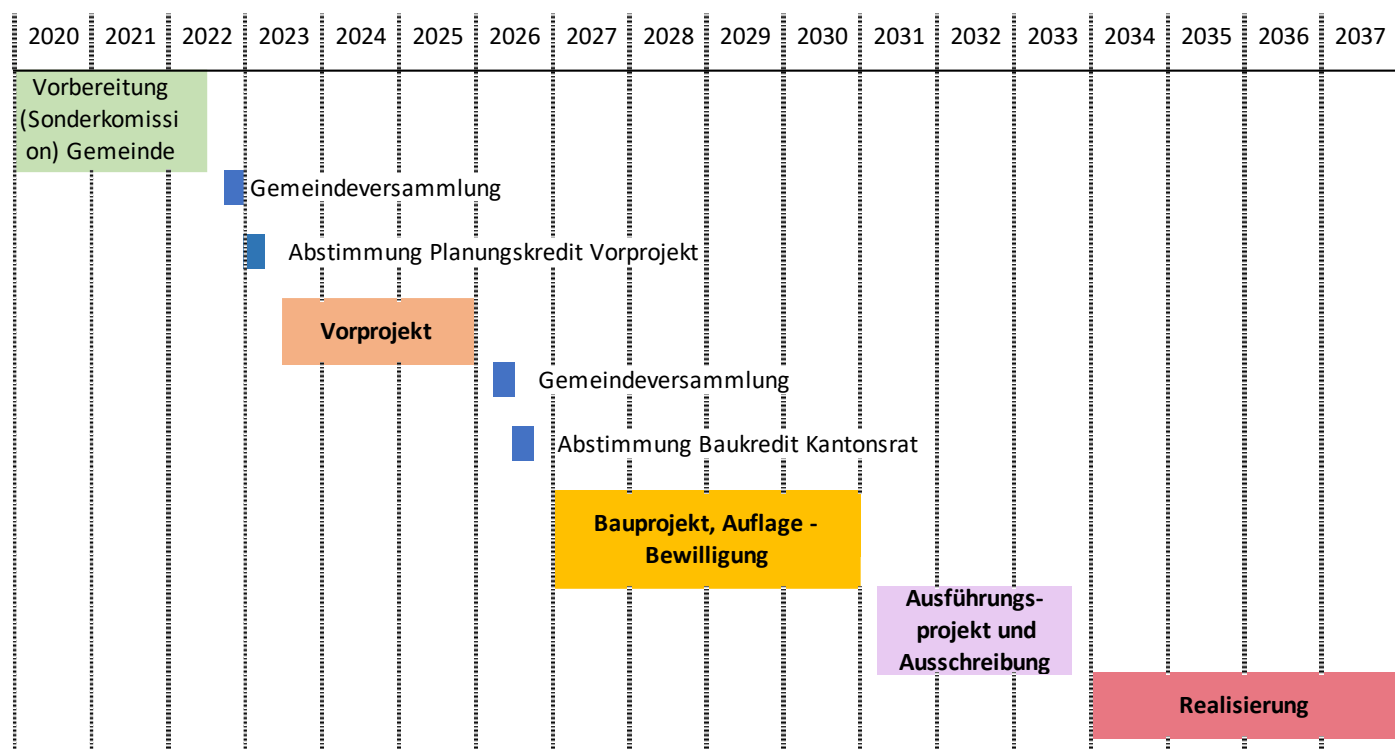 2020 2021 2022 2023 2024 2025 2026 2027 2028 2029 2030 2031 2032 2033 2034 2035 2036 2037
Vorbereitung
(Sonderkomissi
on) Gemeinde
Gemeindeversammlung
Abstimmung Planungskredit Vorprojekt
Vorprojekt
Gemeindeversammlung
Abstimmung Baukredit Kantonsrat
Bauprojekt, Auflage -
Bewilligung
Ausführungs-
projekt und
Ausschreibung
Realisierung